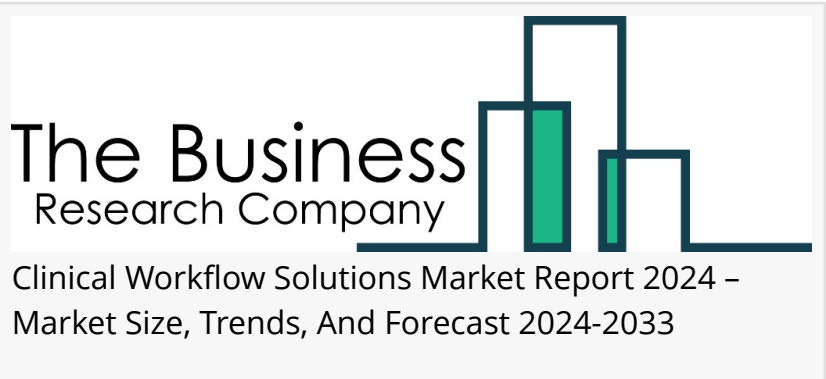 The Business
Research Company
Clinical Workflow Solutions Market Report 2024 –
Market Size, Trends, And Forecast 2024-2033